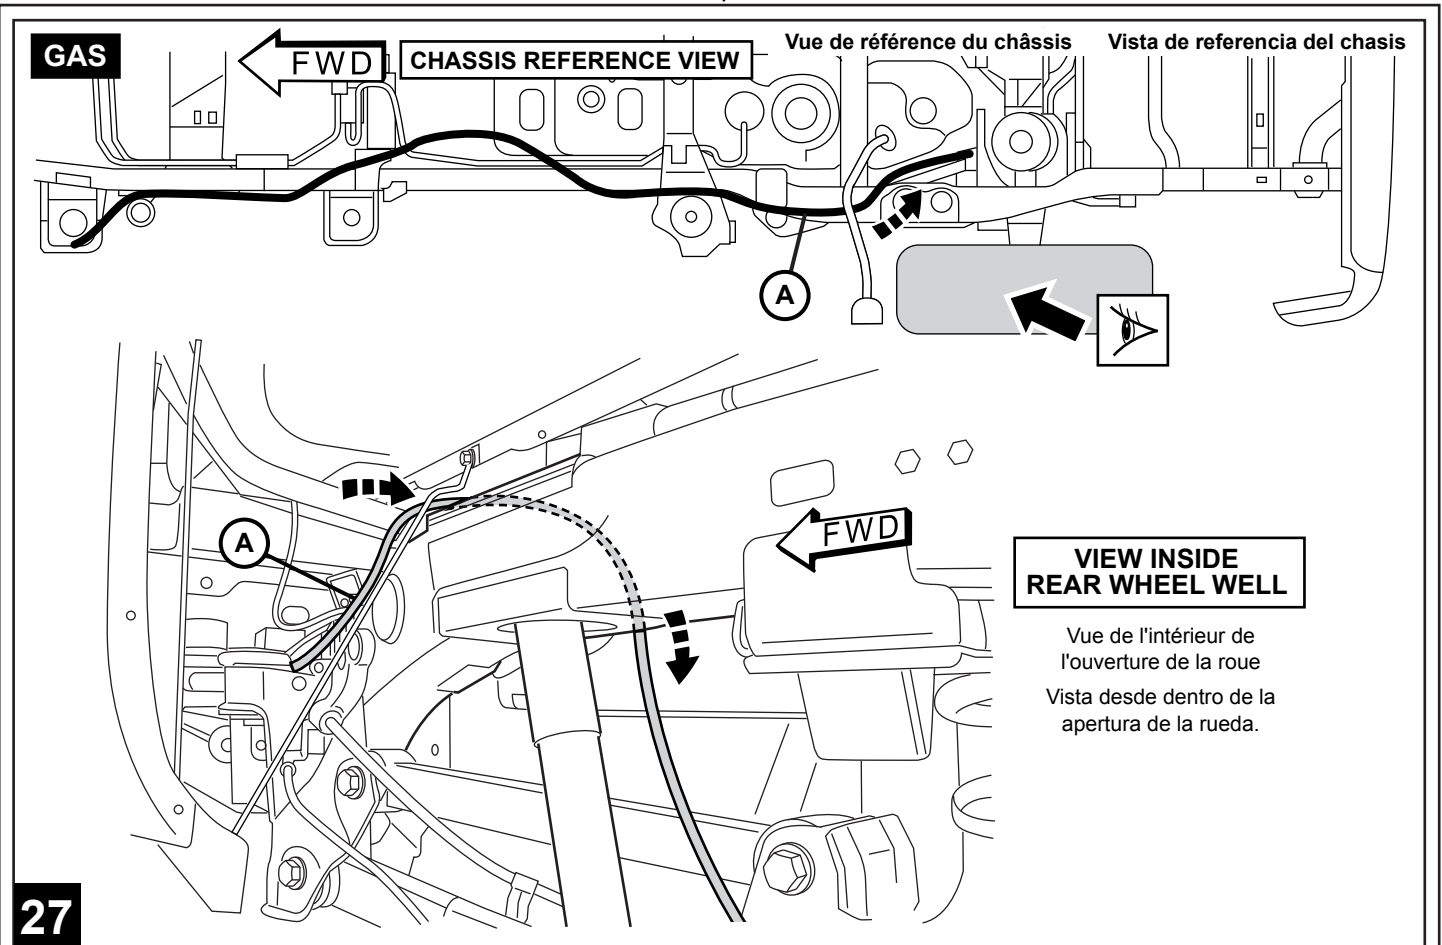 GAS
FWD
CHASSIS REFERENCE VIEW
Vue de référence du châssis
Vista de referencia del chasis
A
A
FWD
VIEW INSIDE
REAR WHEEL WELL
Vue de l'intérieur de
l'ouverture de la roue
Vista desde dentro de la
apertura de la rueda.
27